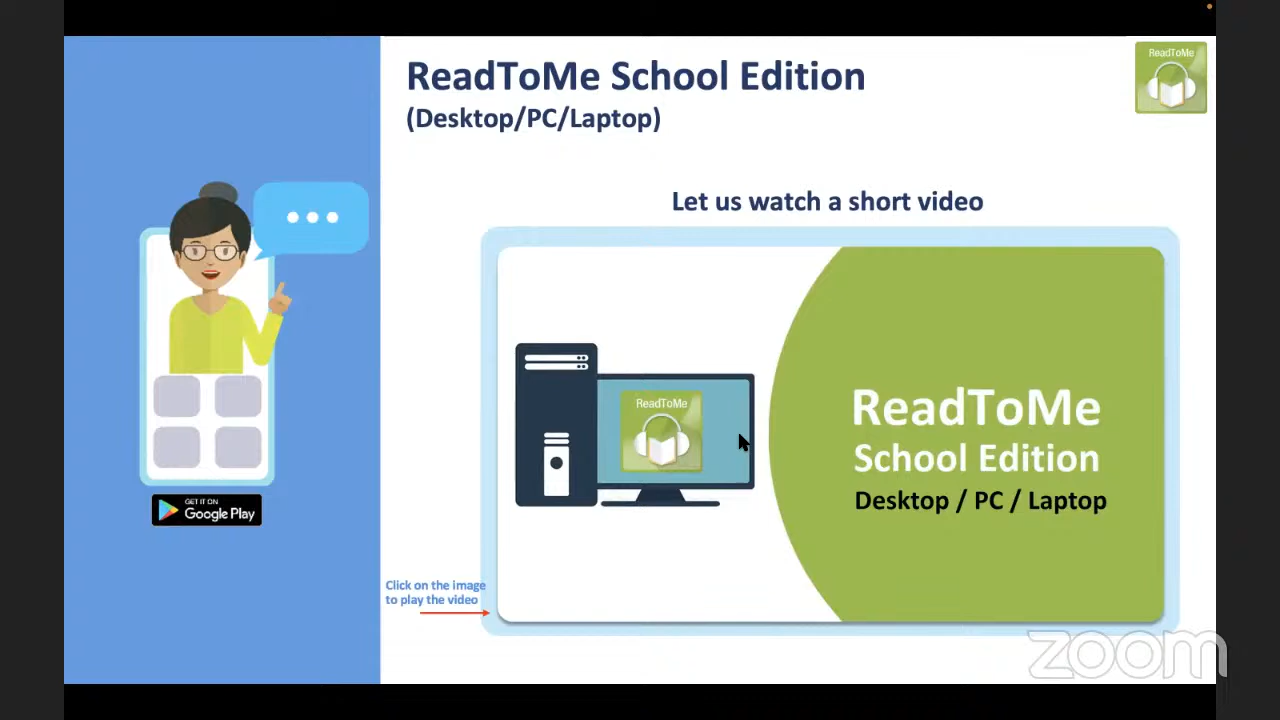 ReadToMe School Edition
(Desktop/PC/Laptop)
ReadToMe
Let us watch a short video
ReadToMe
ReadToMe
School Edition
Desktop / PC / Laptop
GET IT ON
Google Play
Click on the image
to play the video
zoom